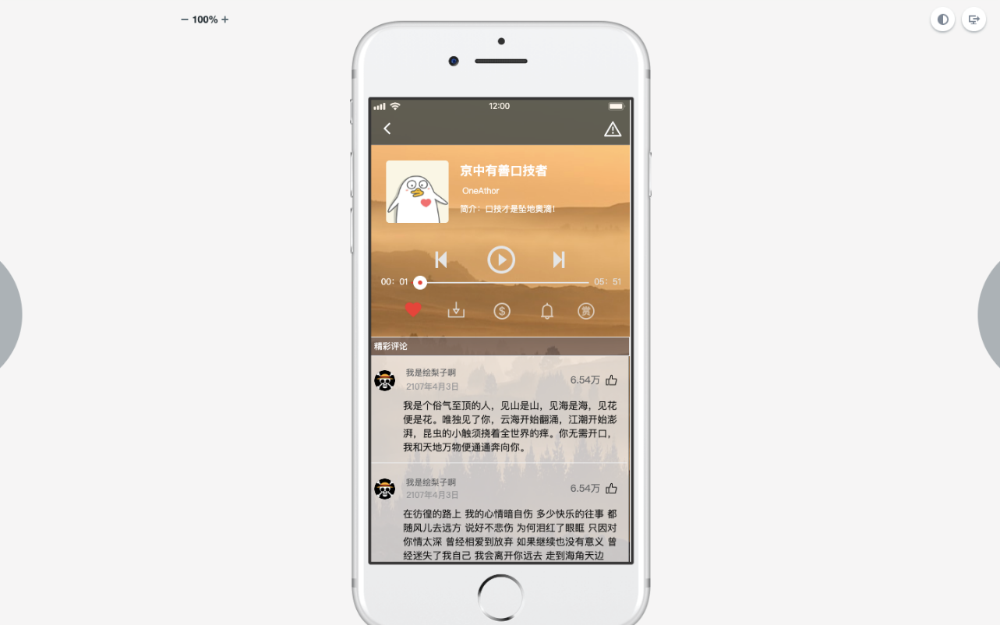 − 100% +
12:00
京中有善口技者
OneAthor
简介：口技才是坠地奥滴！
00：01
05：51
$
赏
精彩评论
我是绘梨子啊
6.54万
2107年4月3日
我是个俗气至顶的人，见山是山，见海是海，见花
便是花。唯独见了你，云海开始翻涌，江潮开始澎
湃，昆虫的小触须挠着全世界的痒。你无需开口，
我和天地万物便通通奔向你。
我是绘梨子啊
6.54万
2107年4月3日
在彷徨的路上 我的心情暗自伤 多少快乐的往事 都
随风儿去远方 说好不悲伤 为何泪红了眼眶 只因对
你情太深 曾经相爱到放弃 如果继续也没有意义 曾
经迷失了我自己 我会离开你远去 走到海角天边